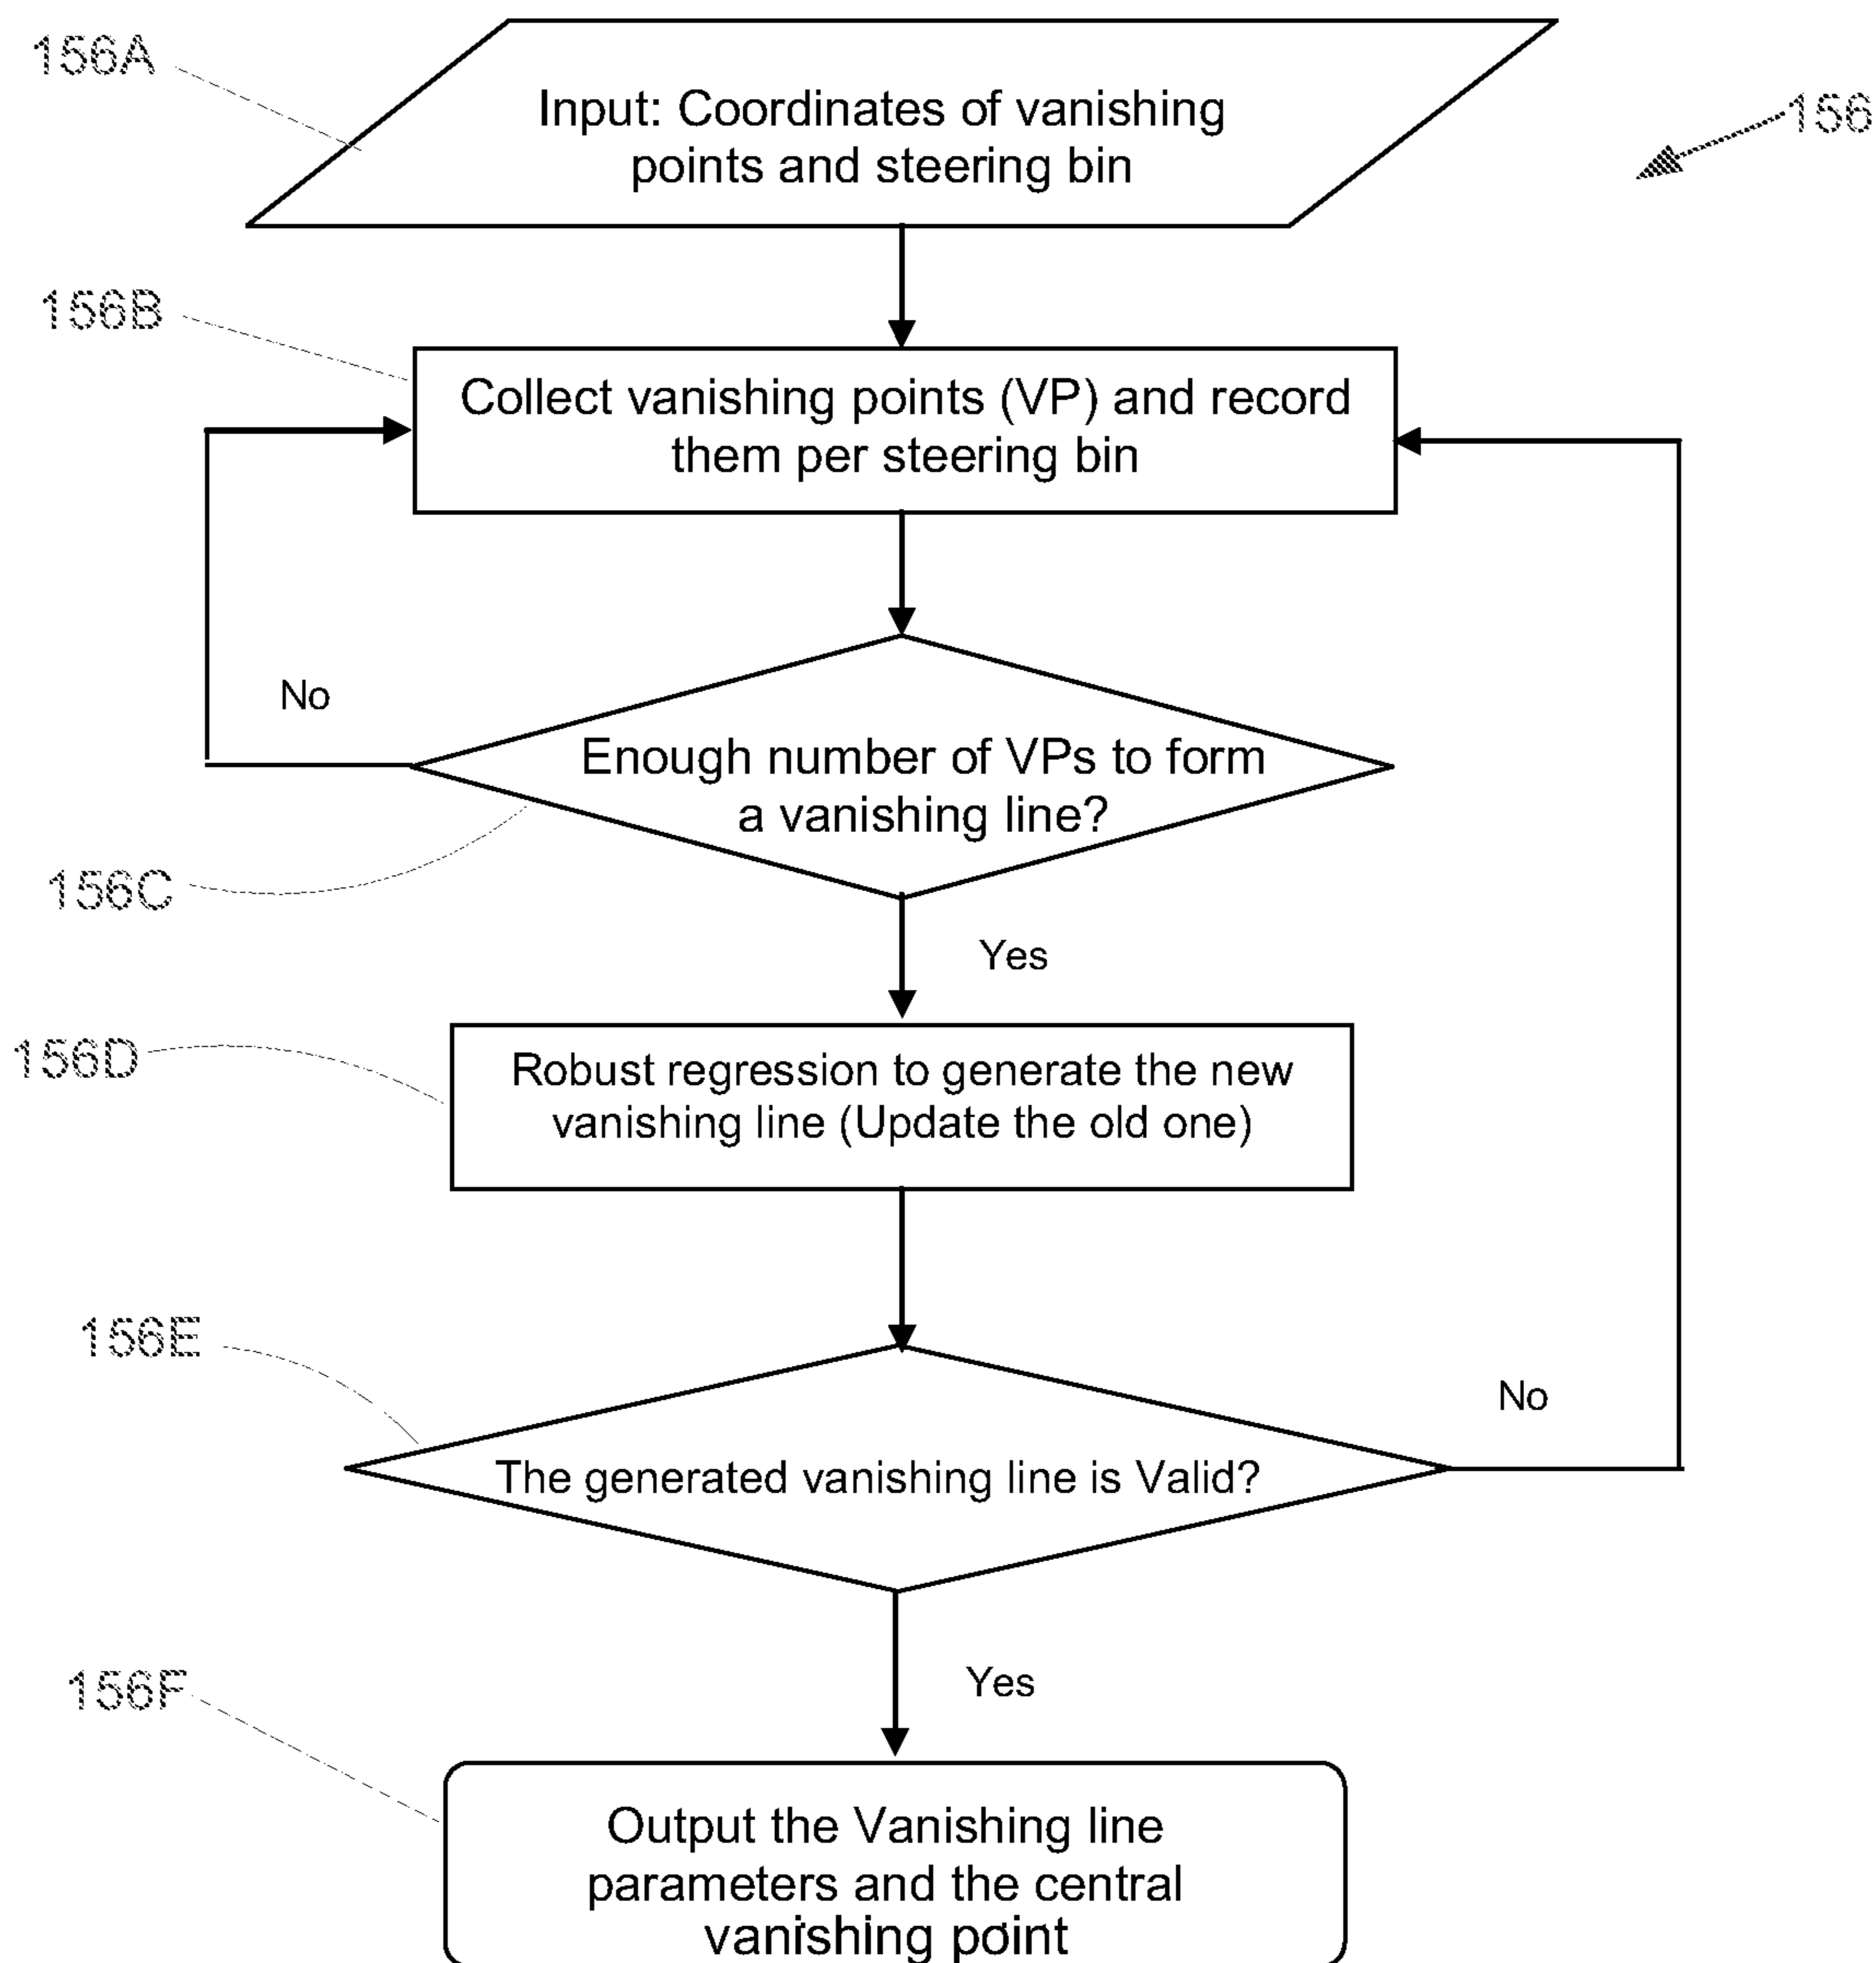 156A
Input: Coordinates of vanishing
points and steering bin
156
156B
Collect vanishing points (VP) and record
them per steering bin
No
Enough number of VPs to form
a vanishing line?
156C
Yes
156D
Robust regression to generate the new
vanishing line (Update the old one)
156E
No
The generated vanishing line is Valid?
156F
Yes
Output the Vanishing line
parameters and the central
vanishing point